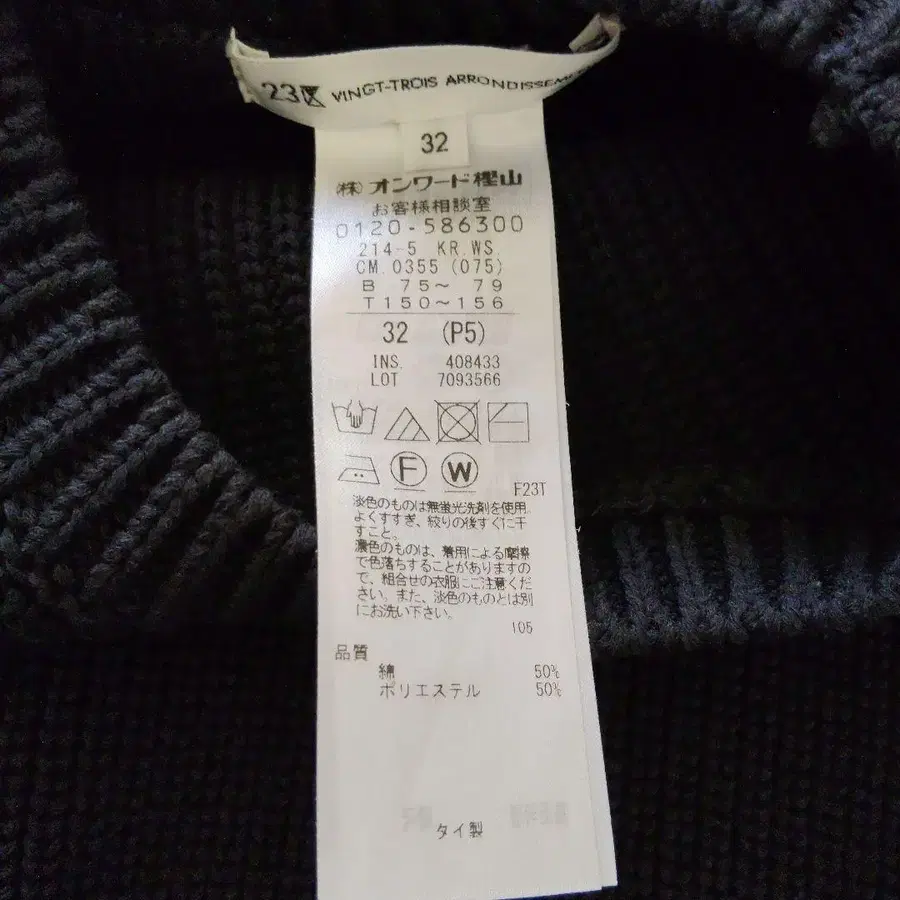 23区 VINGT-TROIS ARRONDISSEME
32
㈱ オンワード樫山
お客様相談室
0120-586300
214-5 KR.WS.
CM.0355(075)
B 75～ 79
T150～156
32 (P5)
INS. 408433
LOT 7093566
F W
F23T
淡色のものは無蛍光洗剤を使用。
よくすすぎ、絞りの後すぐに干
すこと。
濃色のものは、着用による摩擦
で色落ちすることがありますの
で、組合せの衣服にご注意くだ
さい。また、淡色のものとは別
にお洗い下さい。
105
品質
綿 50%
ポリエステル 50%
タイ製